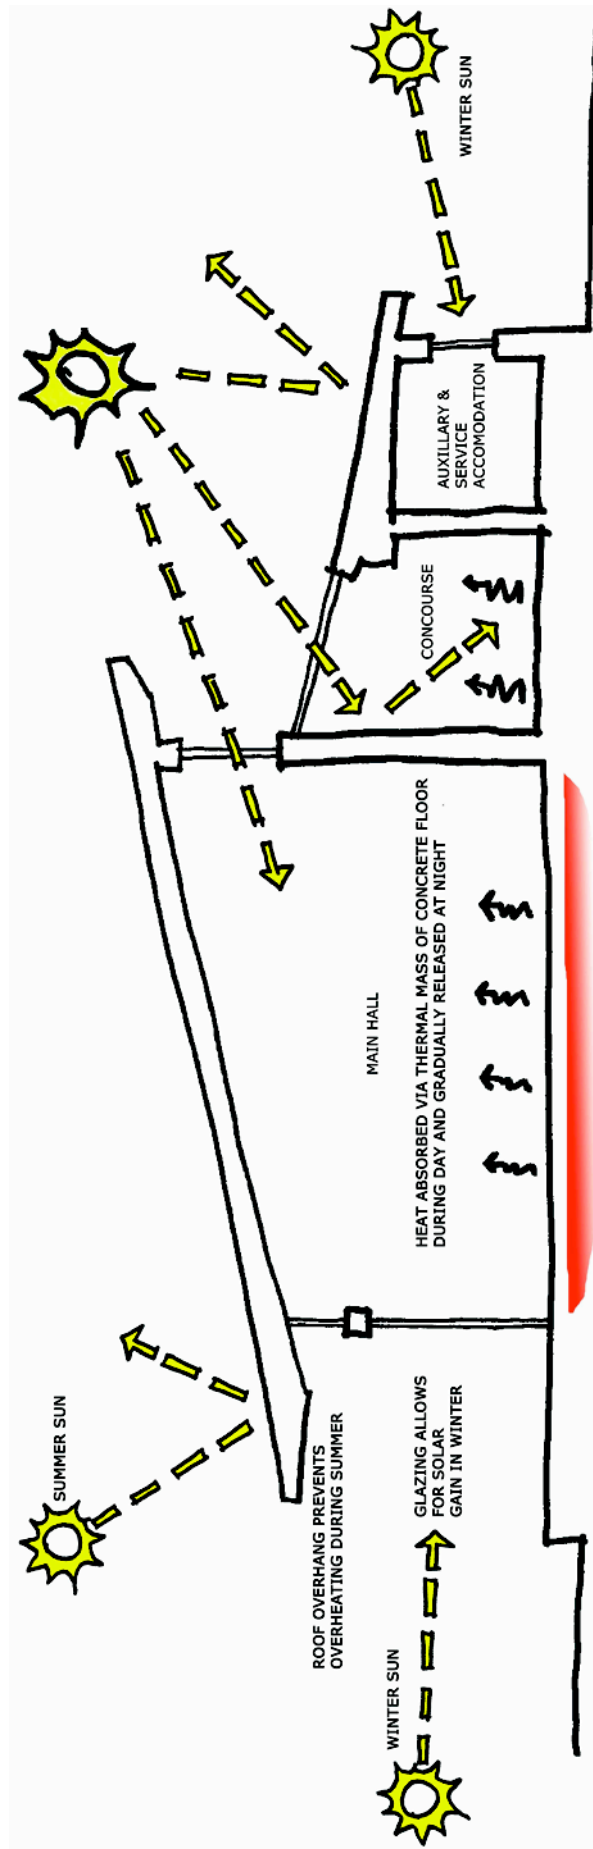 SUMMER SUN
ROOF OVERHANG PREVENTS
OVERHEATING DURING SUMMER
WINTER SUN
GLAZING ALLOWS
FOR SOLAR
GAIN IN WINTER
MAIN HALL
HEAT ABSORBED VIA THERMAL MASS OF CONCRETE FLOOR
DURING DAY AND GRADUALLY RELEASED AT NIGHT
CONCOURSE
AUXILLARY &
SERVICE
ACCOMODATION
WINTER SUN